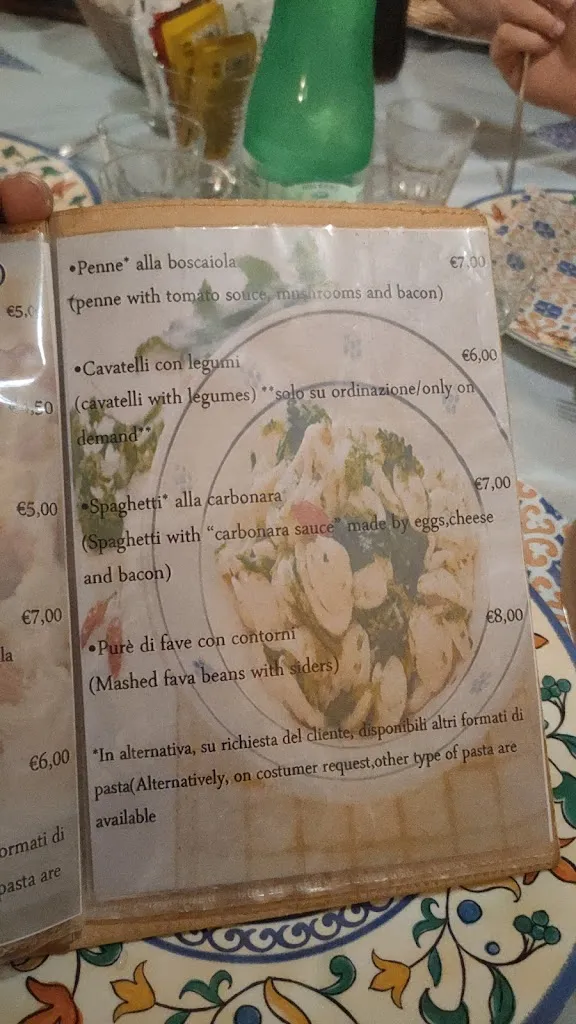 )
€5,0
,50
€5,00
€7,00
la
€6,00
ormati di
pasta are
•Penne* alla boscaiola €7,00
(penne with tomato souce, mushrooms and bacon)
•Cavatelli con legumi €6,00
(cavatelli with legumes) **solo su ordinazione/only on
demand**
•Spaghetti* alla carbonara €7,00
(Spaghetti with “carbonara sauce” made by eggs,cheese
and bacon)
•Purè di fave con contorni €8,00
(Mashed fava beans with siders)
*In alternativa, su richiesta del cliente, disponibili altri formati di
pasta(Alternatively, on costumer request,other type of pasta are
available